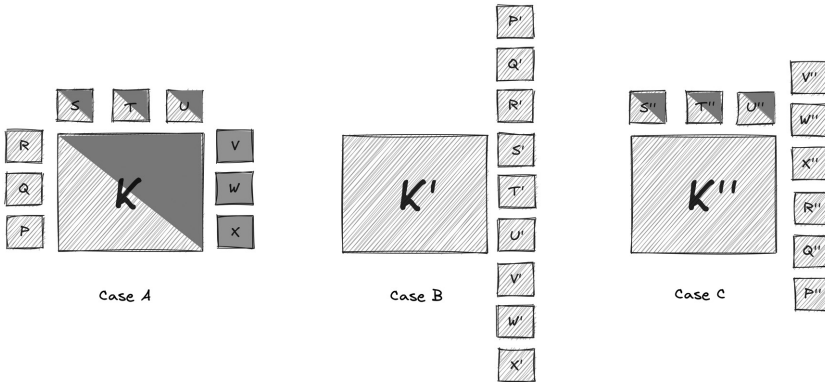 S T U
R
Q
P
K
V
W
X
Case A
P'
Q'
R'
S'
T'
U'
V'
W'
X'
K'
Case B
S" T" U"
K"
V"
W"
X"
R"
Q"
P"
Case C